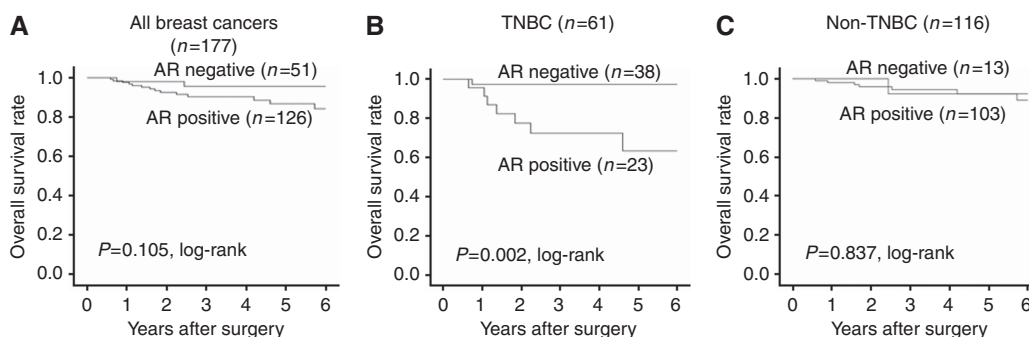 A
All breast cancers
(n=177)
Overall survival rate
1.0
0.8
0.6
0.4
0.2
0.0
AR negative (n=51)
AR positive (n=126)
P=0.105, log-rank
0 1 2 3 4 5 6
Years after surgery
B
TNBC (n=61)
Overall survival rate
1.0
0.8
0.6
0.4
0.2
0.0
AR negative (n=38)
AR positive (n=23)
P=0.002, log-rank
0 1 2 3 4 5 6
Years after surgery
C
Non-TNBC (n=116)
Overall survival rate
1.0
0.8
0.6
0.4
0.2
0.0
AR negative (n=13)
AR positive (n=103)
P=0.837, log-rank
0 1 2 3 4 5 6
Years after surgery